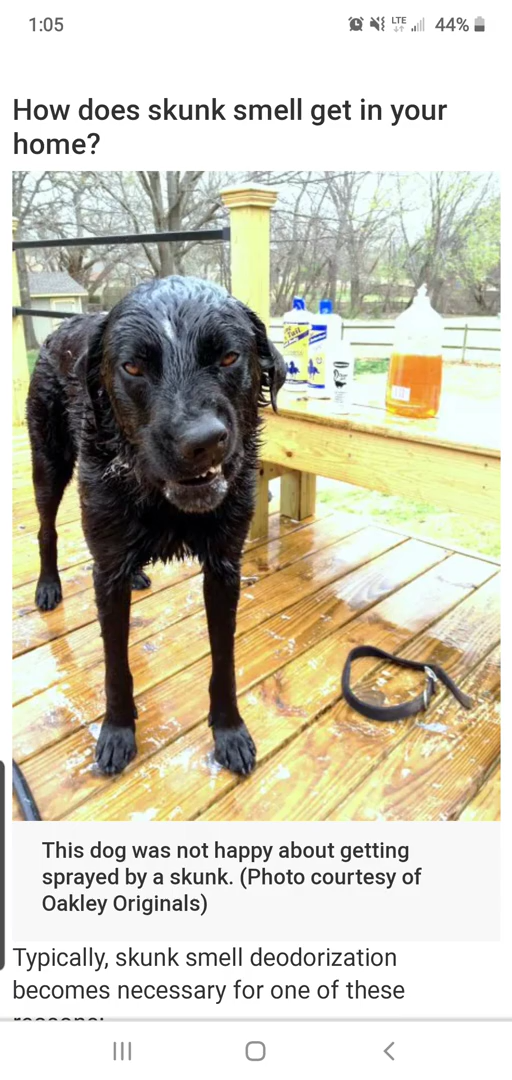 1:05 LTE 44%
How does skunk smell get in your
home?
Tail
This dog was not happy about getting
sprayed by a skunk. (Photo courtesy of
Oakley Originals)
Typically, skunk smell deodorization
becomes necessary for one of these